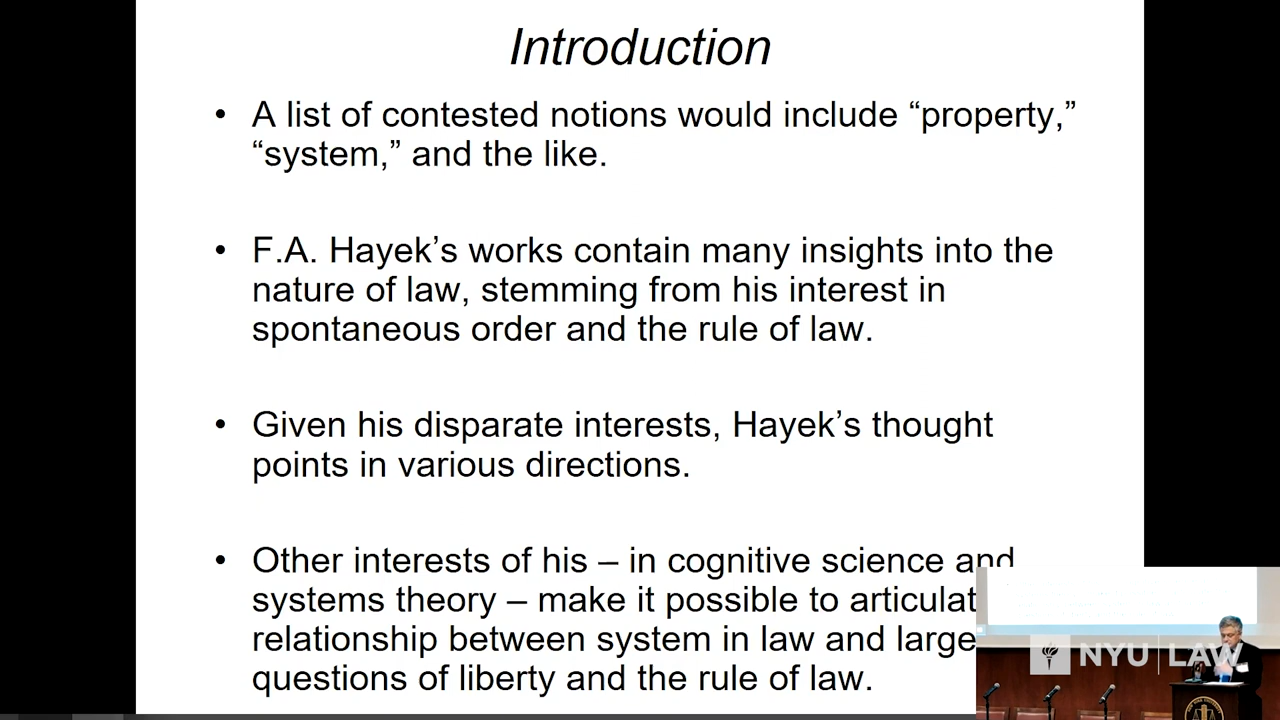 Introduction
• A list of contested notions would include “property,”
“system,” and the like.
• F.A. Hayek’s works contain many insights into the
nature of law, stemming from his interest in
spontaneous order and the rule of law.
• Given his disparate interests, Hayek’s thought
points in various directions.
• Other interests of his – in cognitive science and
systems theory – make it possible to articulat
relationship between system in law and large
questions of liberty and the rule of law.
NYU | LAW